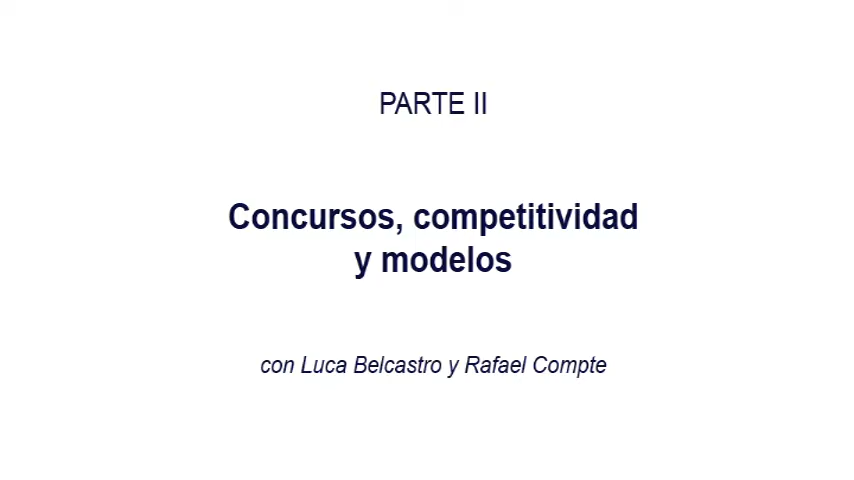 PARTE II
Concursos, competitividad
y modelos
con Luca Belcastro y Rafael Compte